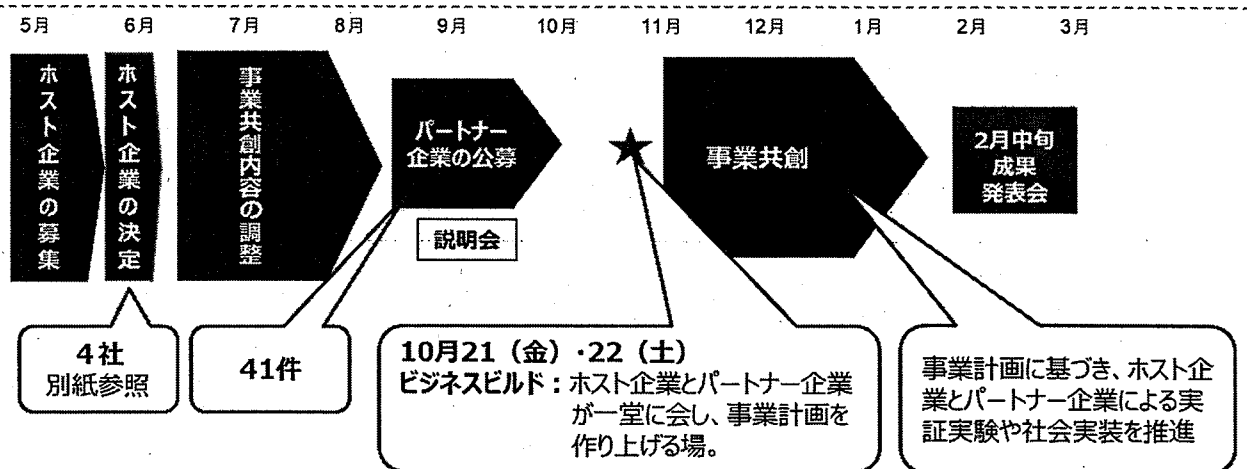 5月 6月 7月 8月 9月 10月 11月 12月 1月 2月 3月
ホスト企業の募集
ホスト企業の決定
事業共創内容の調整
パートナー
企業の公募
説明会
事業共創
2月中旬
成果
発表会
4社
別紙参照
41件
10月21（金）・22（土）
ビジネスビルド：ホスト企業とパートナー企業
が一堂に会し、事業計画を
作り上げる場。
事業計画に基づき、ホスト企
業とパートナー企業による実
証実験や社会実装を推進